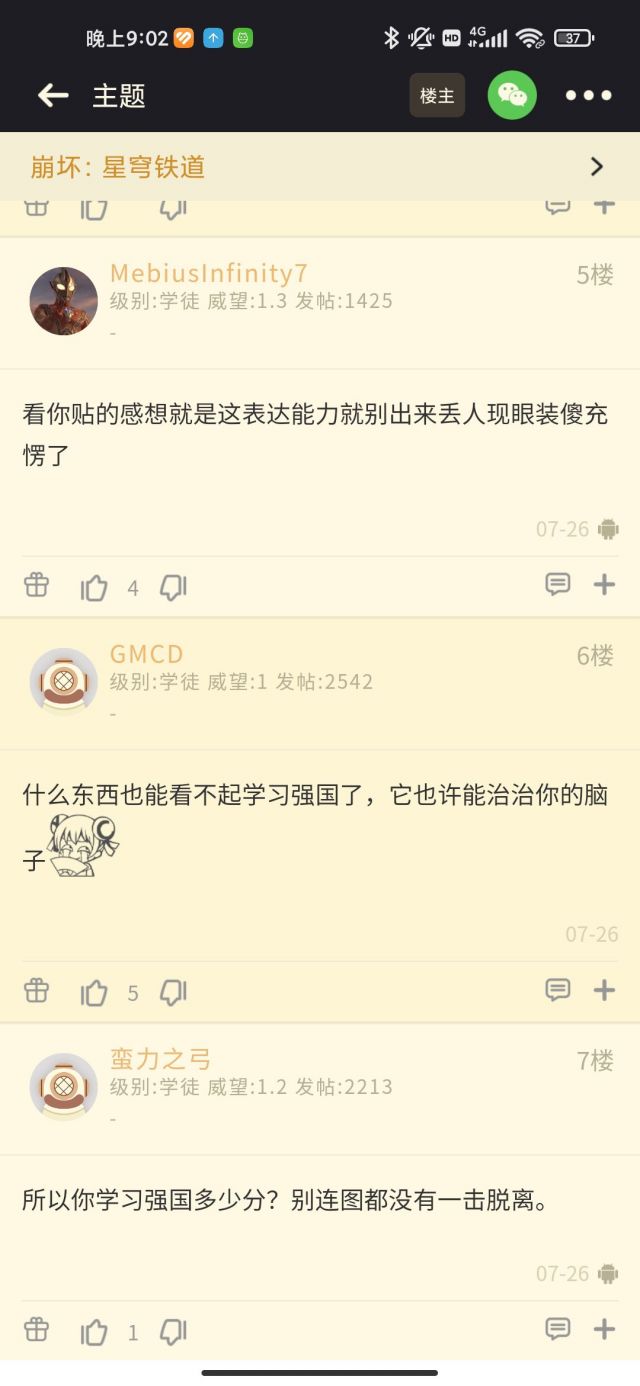 晚上9:02
HD
4G
37
主题
楼主
崩坏：星穹铁道
MebiusInfinity7
5楼
级别:学徒 威望:1.3 发帖:1425
-
看你贴的感想就是这表达能力就别出来丢人现眼装傻充
愣了
07-26
4
GMCD
6楼
级别:学徒 威望:1 发帖:2542
-
什么东西也能看不起学习强国了，它也许能治治你的脑
子
07-26
5
蛮力之弓
7楼
级别:学徒 威望:1.2 发帖:2213
-
所以你学习强国多少分？别连图都没有一击脱离。
07-26
1